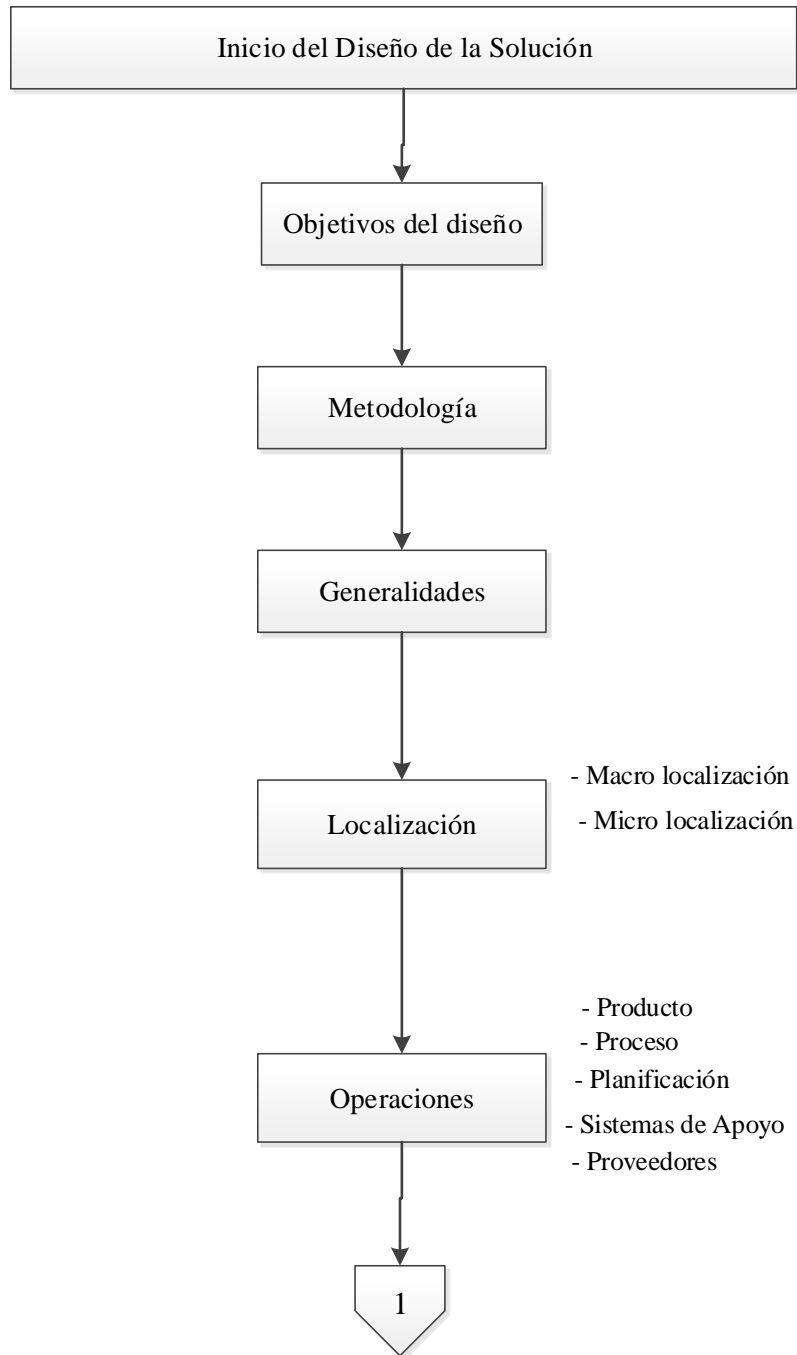 Inicio del Diseño de la Solución
Objetivos del diseño
Metodología
Generalidades
Localización
- Macro localización
- Micro localización
Operaciones
- Producto
- Proceso
- Planificación
- Sistemas de Apoyo
- Proveedores
1